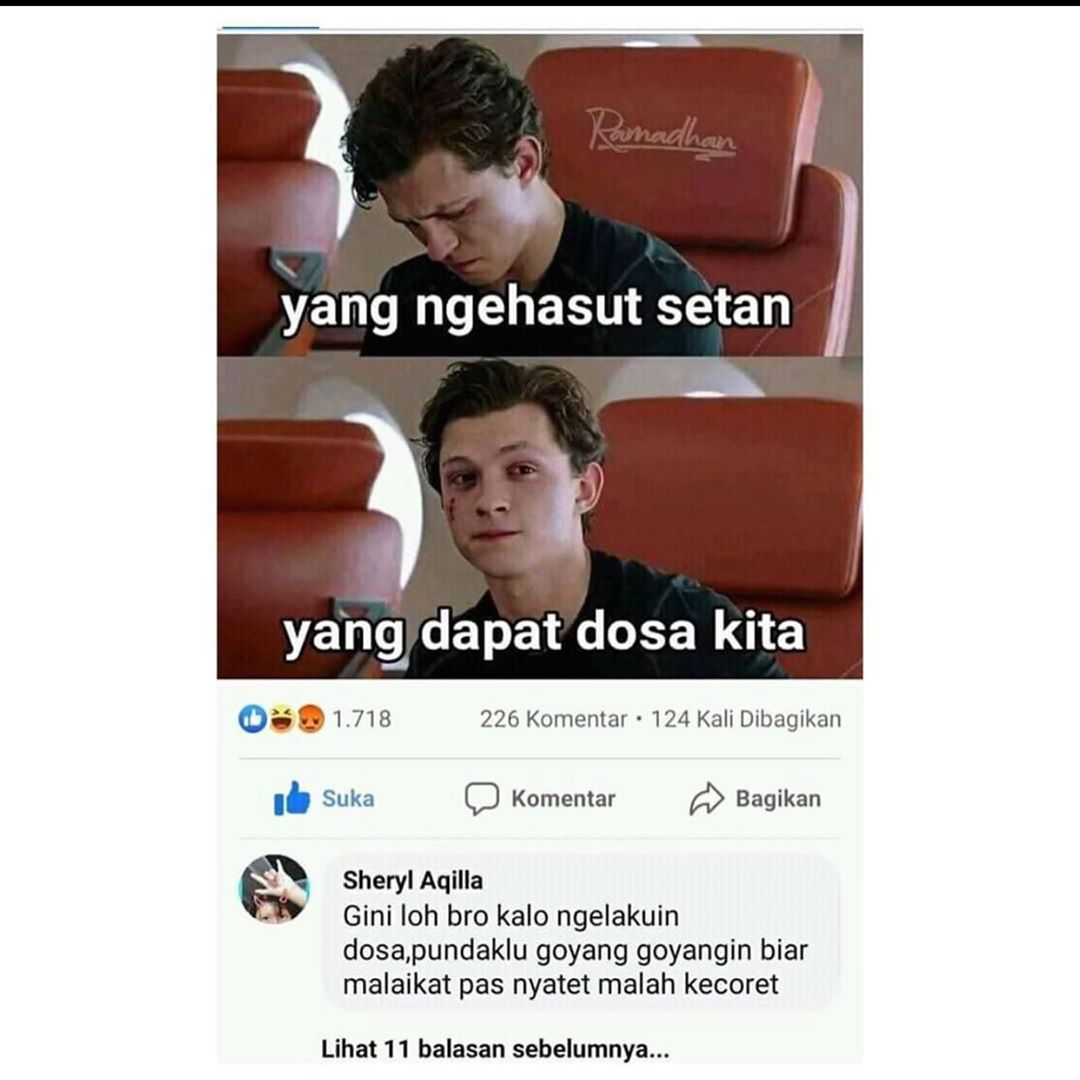 Ramadhan
yang ngehasut setan
yang dapat dosa kita
1.718
226 Komentar • 124 Kali Dibagikan
Suka
Komentar
Bagikan
Sheryl Aqilla
Gini loh bro kalo ngelakuin
dosa,pundaklu goyang goyangin biar
malaikat pas nyatet malah kecoret
Lihat 11 balasan sebelumnya...